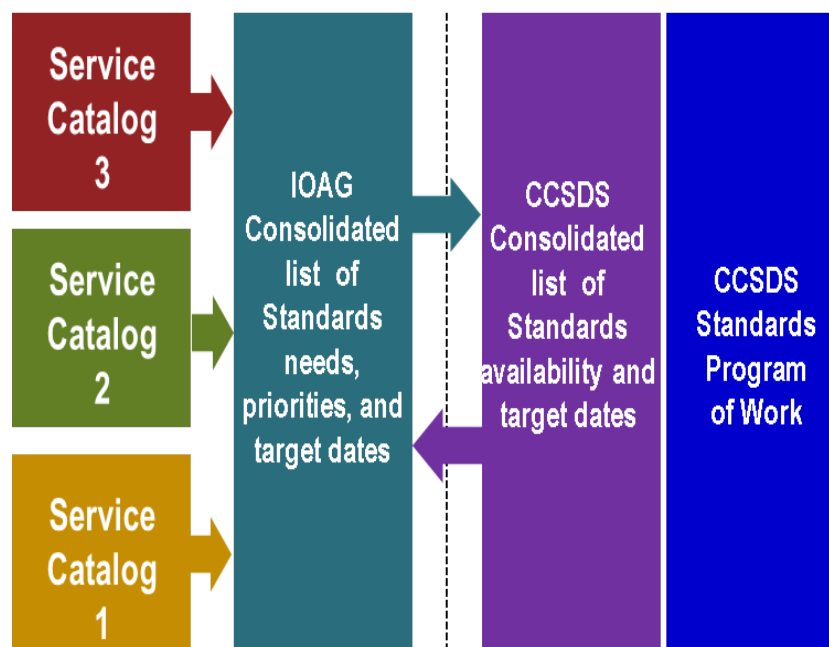 Service
Catalog
3
Service
Catalog
2
Service
Catalog
1
IOAG
Consolidated
list of
Standards
needs,
priorities, and
target dates
CCSDS
Consolidated
list of
Standards
availability and
target dates
CCSDS
Standards
Program
of Work